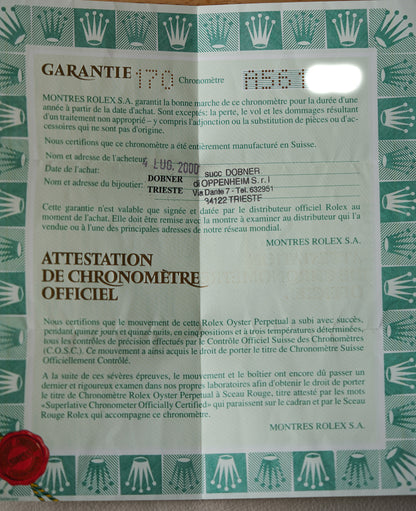 GARANTIE 170 Chronomètre A561
MONTRES ROLEX S.A. garantit la bonne marche de ce chronomètre pour la durée d'une
année à partir de la date d'achat. Sont exceptés: la perte, le vol et les dommages résultant
d'un traitement non approprié – y compris l'adjonction ou la substitution de pièces ou d'ac-
cessoires qui ne sont pas d'origine.
Nous certifions que ce chronomètre a été entièrement manufacturé en Suisse.
Nom et adresse de l'acheteur
Date de l'achat: LUG. 2000
Nom et adresse du bijoutier:
DOBNER
TRIESTE
succ DOBNER
di OPPENHEIM S.r.l
Via Dante 7 - Tel. 632951
34122 TRIESTE
Cette garantie n'est valable que signée et datée par le distributeur officiel Rolex au
moment de l'achat. Elle doit être remise avec la montre à examiner au distributeur qui l'a
vendue ou à l'une des principales adresses de notre réseau mondial.
MONTRES ROLEX S.A.
ATTESTATION
DE CHRONOMÈTRE
OFFICIEL
Nous certifions que le mouvement de cette Rolex Oyster Perpetual a subi avec succès,
pendant quinze jours et quinze nuits, en cinq positions et à trois températures déterminées,
tous les contrôles de précision effectués par le Contrôle Officiel Suisse des Chronomètres
(C.O.S.C.). Ce mouvement a ainsi acquis le droit de porter le titre de Chronomètre Suisse
Officiellement Contrôlé.
A la suite de ces sévères épreuves, le mouvement et le boîtier ont encore dû passer un
dernier et rigoureux examen dans nos propres laboratoires afin d'obtenir le droit de porter
le titre de Chronomètre Rolex Oyster Perpetual à Sceau Rouge, titre attesté par les mots
«Superlative Chronometer Officially Certified» qui paraissent sur le cadran et par le Sceau
Rouge Rolex qui accompagne ce chronomètre.
MONTRES ROLEX S.A.